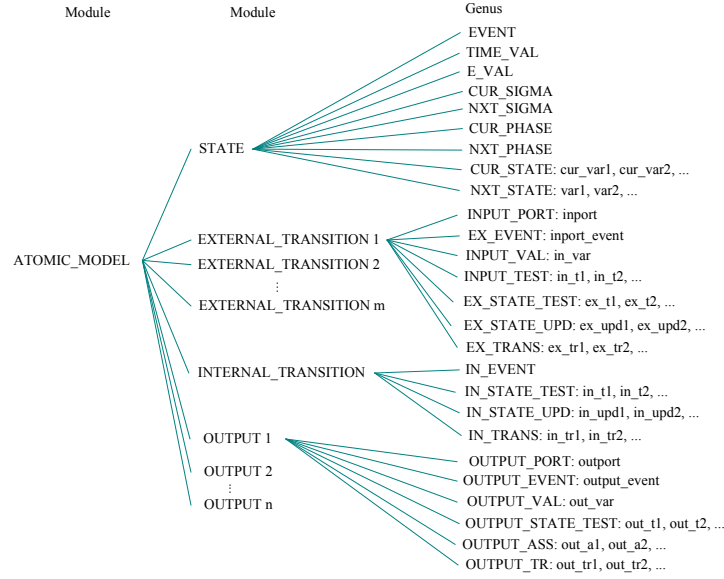 Module
Module
Genus
EVENT
TIME_VAL
E_VAL
CUR_SIGMA
NXT_SIGMA
CUR_PHASE
STATE
NXT_PHASE
CUR_STATE: cur_var1, cur_var2, ...
NXT_STATE: var1, var2, ...
INPUT_PORT: inport
EXTERNAL_TRANSITION 1
EX_EVENT: inport_event
INPUT_VAL: in_var
ATOMIC_MODEL
EXTERNAL_TRANSITION 2
INPUT_TEST: in_t1, in_t2, ...
⋮
EXTERNAL_TRANSITION m
EX_STATE_TEST: ex_t1, ex_t2, ...
EX_STATE_UPD: ex_upd1, ex_upd2, ...
EX_TRANS: ex_tr1, ex_tr2, ...
INTERNAL_TRANSITION
IN_EVENT
IN_STATE_TEST: in_t1, in_t2, ...
IN_STATE_UPD: in_upd1, in_upd2, ...
IN_TRANS: in_tr1, in_tr2, ...
OUTPUT 1
OUTPUT_PORT: outport
OUTPUT 2
OUTPUT_EVENT: output_event
⋮
OUTPUT n
OUTPUT_VAL: out_var
OUTPUT_STATE_TEST: out_t1, out_t2, ...
OUTPUT_ASS: out_a1, out_a2, ...
OUTPUT_TR: out_tr1, out_tr2, ...